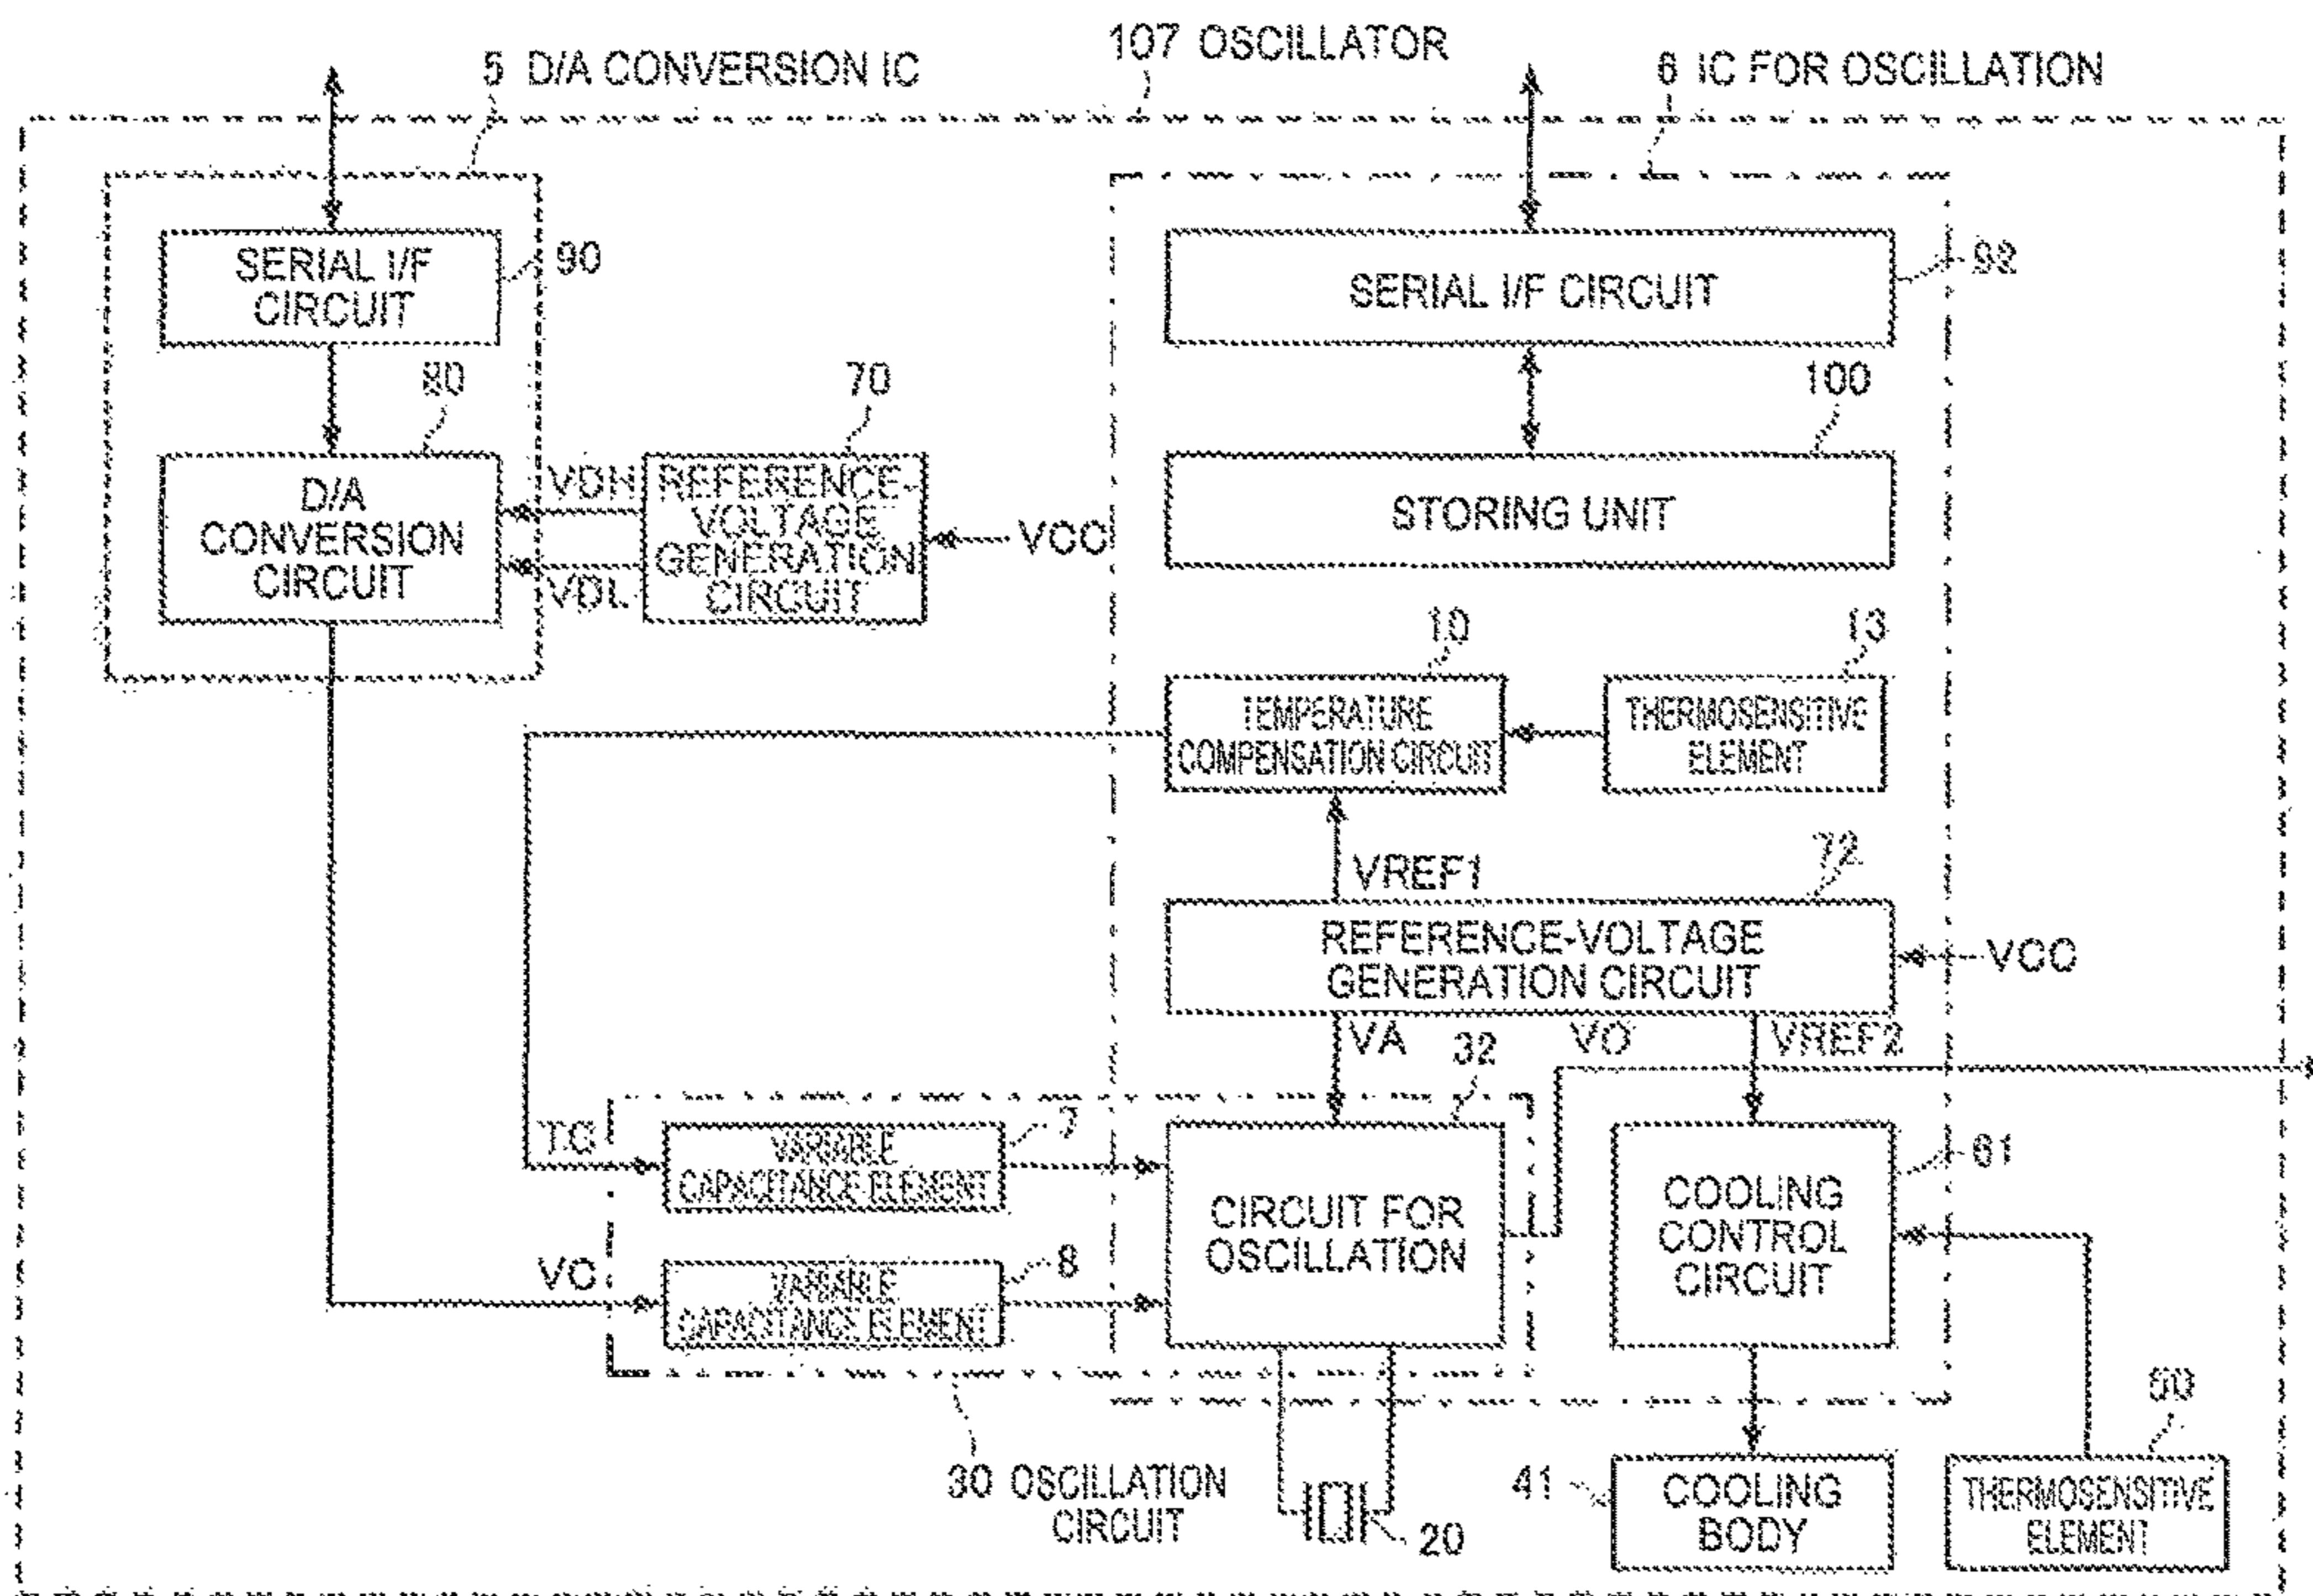 107 OSCILLATOR
5 D/A CONVERSION IC
6 IC FOR OSCILLATION
SERIAL I/F
CIRCUIT
90
SERIAL I/F CIRCUIT
92
80
70
100
D/A
CONVERSION
CIRCUIT
VDH
VDL
REFERENCE-
VOLTAGE
GENERATION
CIRCUIT
VCC
STORING UNIT
10
13
TEMPERATURE
COMPENSATION CIRCUIT
THERMOSENSITIVE
ELEMENT
VREF1
72
REFERENCE-VOLTAGE
GENERATION CIRCUIT
VCC
VA
32
VO
VREF2
VARIABLE
CAPACITANCE ELEMENT
7
61
CIRCUIT FOR
OSCILLATION
COOLING
CONTROL
CIRCUIT
VC
VARIABLE
CAPACITANCE ELEMENT
8
30 OSCILLATION
CIRCUIT
20
41
COOLING
BODY
THERMOSENSITIVE
ELEMENT